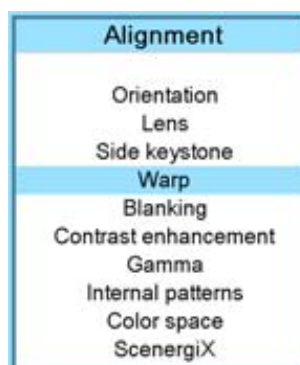 Alignment
Orientation
Lens
Side keystone
Warp
Blanking
Contrast enhancement
Gamma
Internal patterns
Color space
ScenergiX